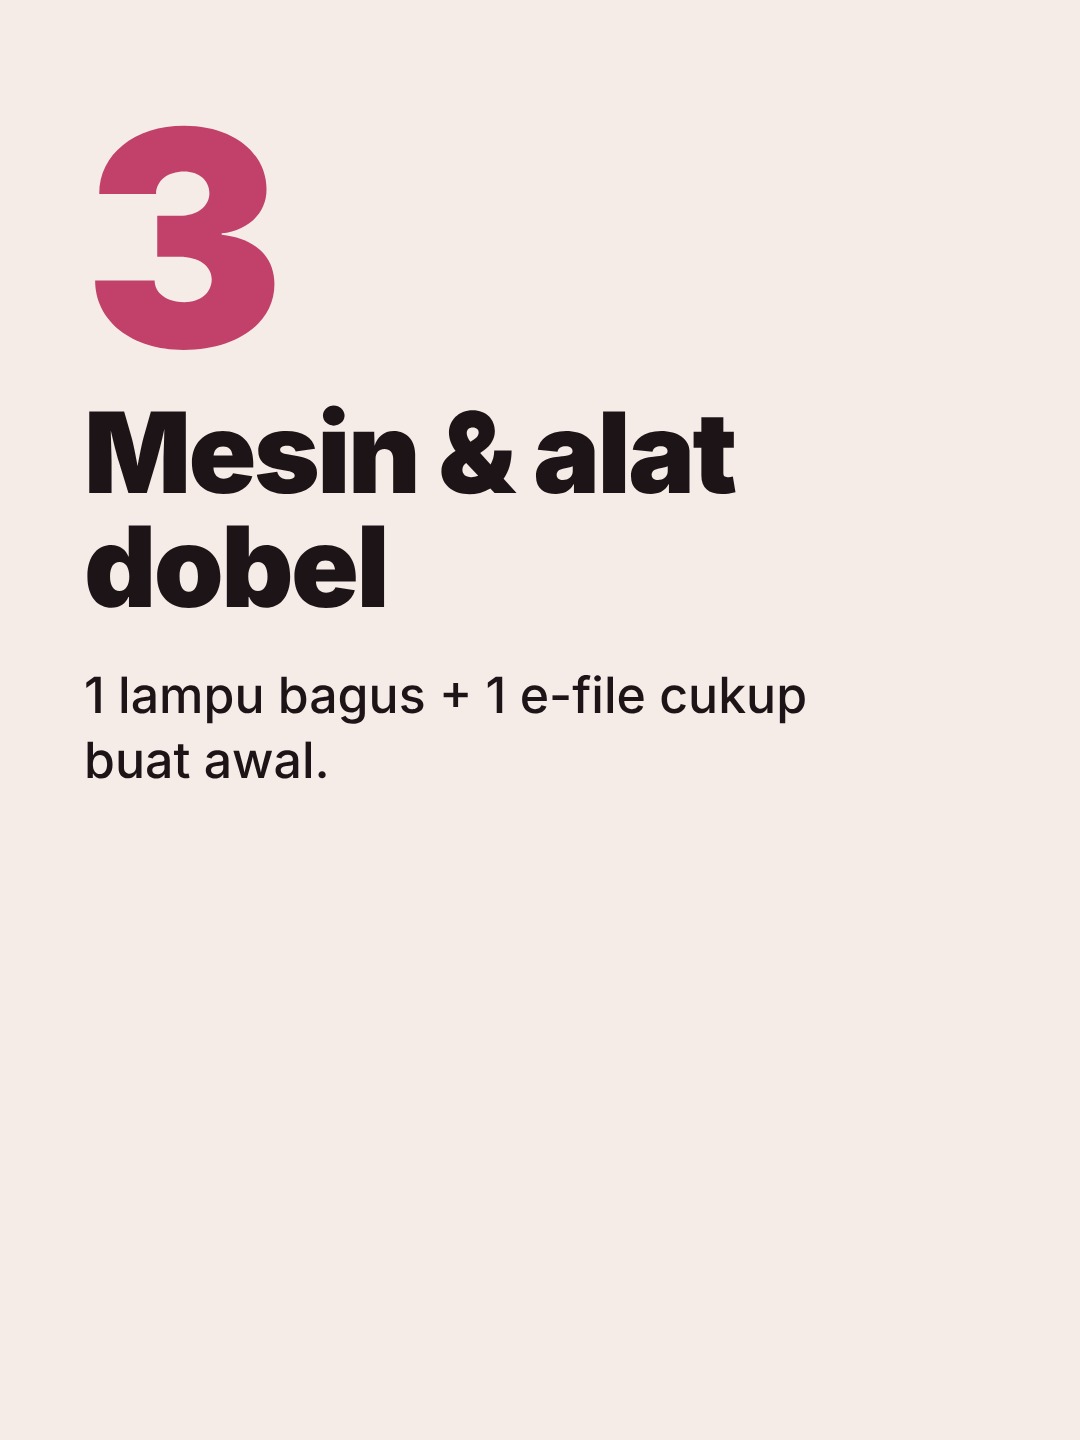 3
Mesin & alat
dobel
1 lampu bagus + 1 e-file cukup
buat awal.